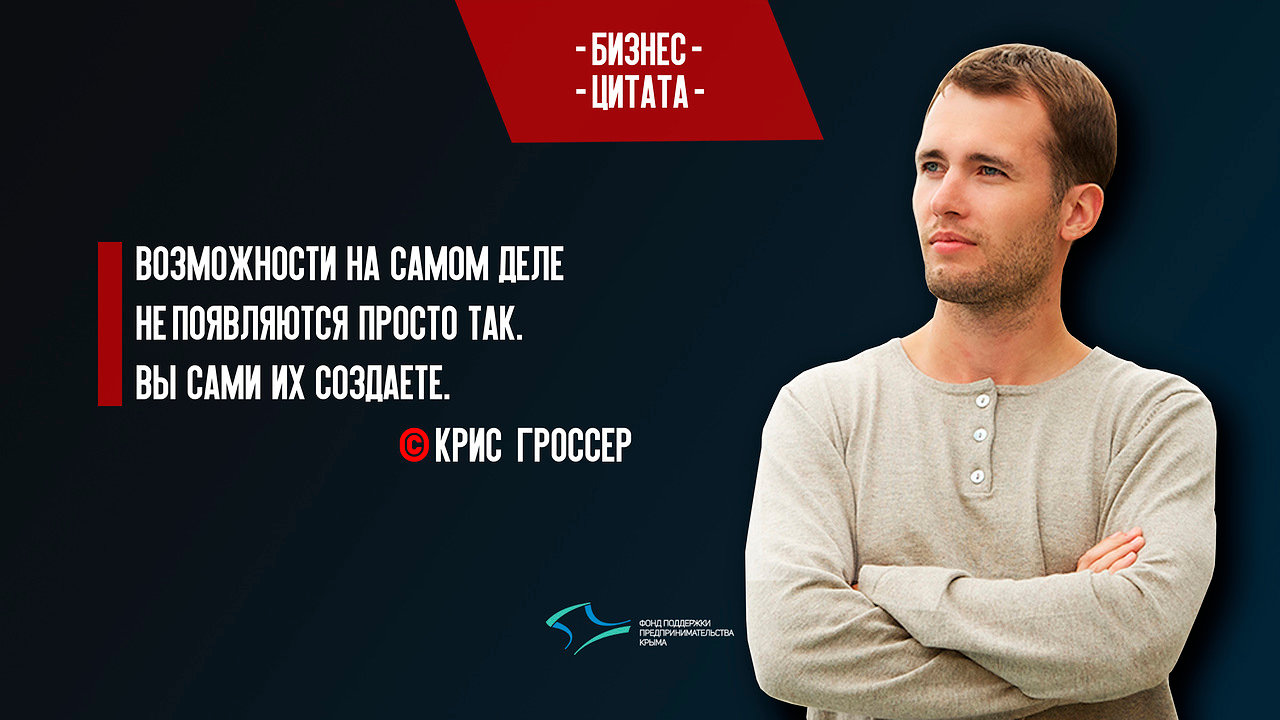 - БИЗНЕС -
- ЦИТАТА -
ВОЗМОЖНОСТИ НА САМОМ ДЕЛЕ
НЕ ПОЯВЛЯЮТСЯ ПРОСТО ТАК.
ВЫ САМИ ИХ СОЗДАЕТЕ.
© КРИС ГРОССЕР
ФОНД ПОДДЕРЖКИ
ПРЕДПРИНИМАТЕЛЬСТВА
КРЫМА